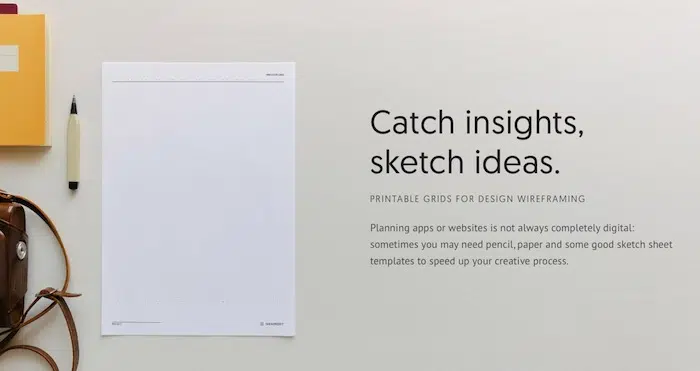 Catch insights,
sketch ideas.
PRINTABLE GRIDS FOR DESIGN WIREFRAMING
Planning apps or websites is not always completely digital:
sometimes you may need pencil, paper and some good sketch sheet
templates to speed up your creative process.